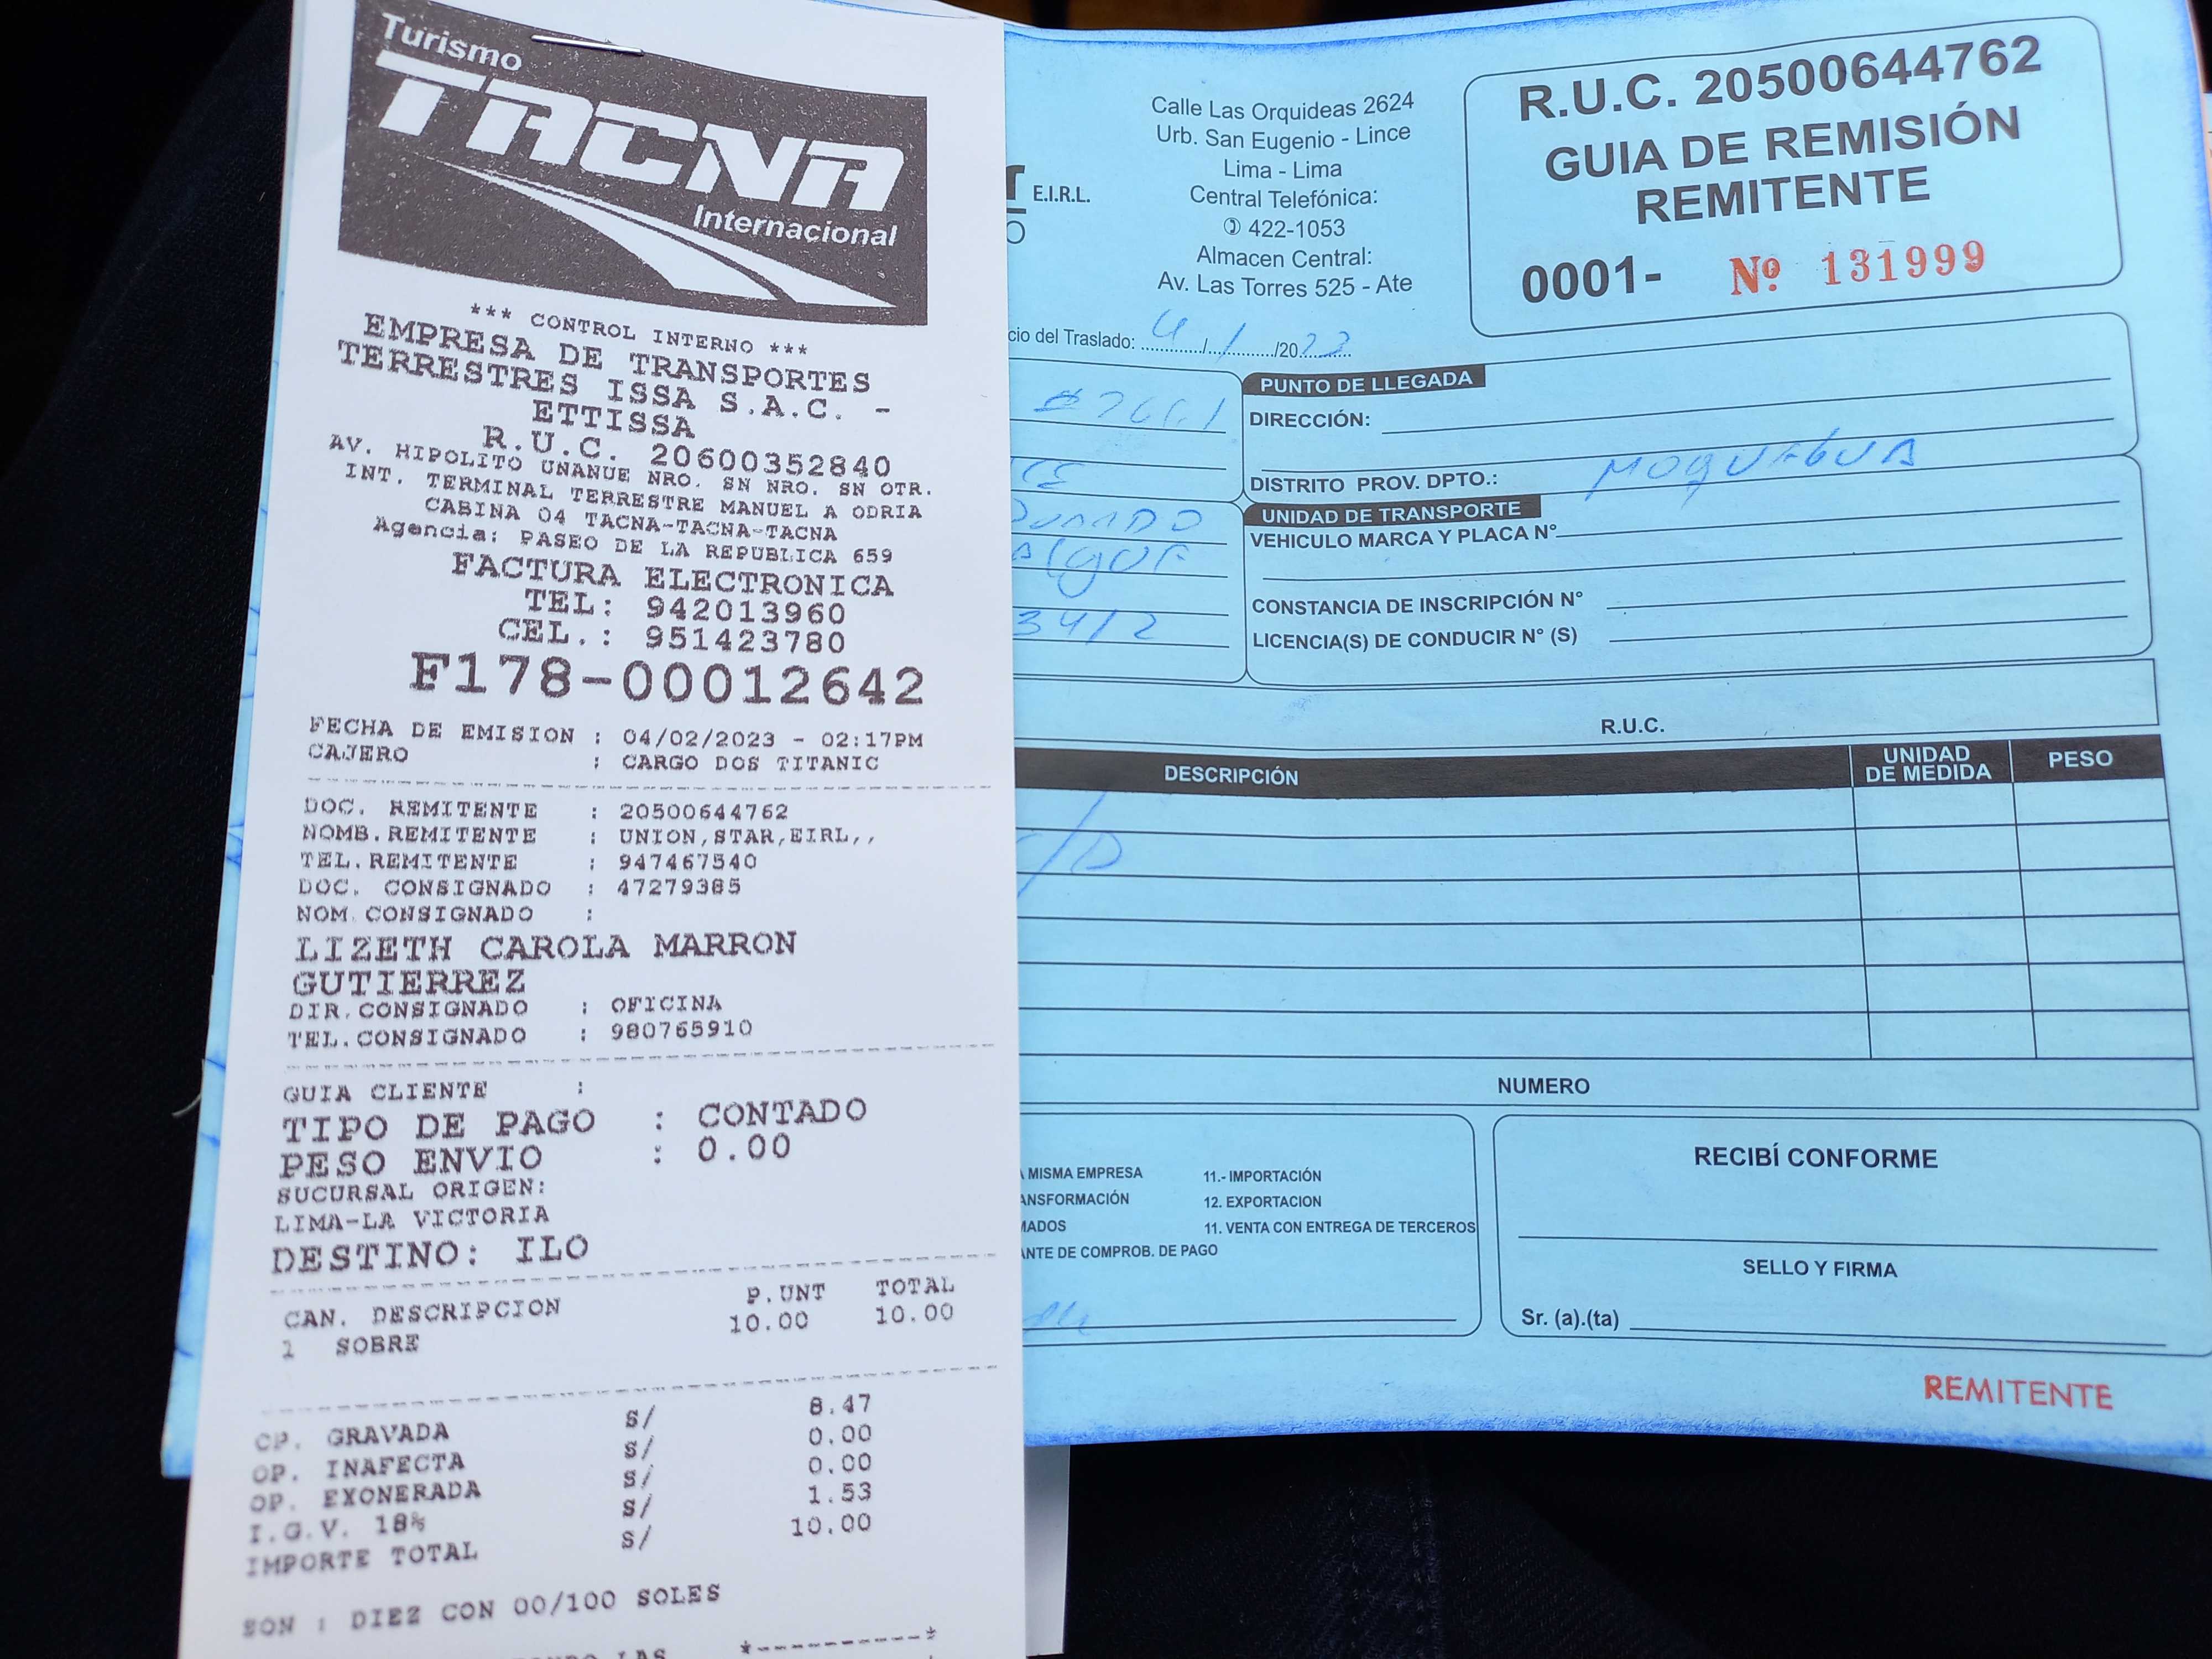 Turismo
TACNA
Internacional
*** CONTROL INTERNO ***
EMPRESA DE TRANSPORTES
TERRESTRES ISSA S.A.C. -
ETTISSA
R.U.C. 20600352840
AV. HIPOLITO UNANUE NRO. SN NRO. SN OTR.
INT. TERMINAL TERRESTRE MANUEL A ODRIA
CABINA 04 TACNA-TACNA-TACNA
Agencia: PASEO DE LA REPUBLICA 659
FACTURA ELECTRONICA
TEL: 942013960
CEL.: 951423780
F178-00012642
FECHA DE EMISION : 04/02/2023 - 02:17PM
CAJERO : CARGO DOS TITANIC
DOC. REMITENTE : 20500644762
NOMB.REMITENTE : UNION,STAR,EIRL,,
TEL.REMITENTE : 947467540
DOC. CONSIGNADO : 47279385
NOM.CONSIGNADO :
LIZETH CAROLA MARRON
GUTIERREZ
DIR.CONSIGNADO : OFICINA
TEL.CONSIGNADO : 980765910
GUIA CLIENTE :
TIPO DE PAGO : CONTADO
PESO ENVIO : 0.00
SUCURSAL ORIGEN:
LIMA-LA VICTORIA
DESTINO: ILO
CAN. DESCRIPCION P.UNT TOTAL
1 SOBRE 10.00 10.00
OP. GRAVADA S/ 8.47
OP. INAFECTA S/ 0.00
OP. EXONERADA S/ 0.00
I.G.V. 18% S/ 1.53
IMPORTE TOTAL S/ 10.00
SON : DIEZ CON 00/100 SOLES
LAS
E.I.R.L.
Calle Las Orquideas 2624
Urb. San Eugenio - Lince
Lima - Lima
Central Telefónica:
✆ 422-1053
Almacen Central:
Av. Las Torres 525 - Ate
R.U.C. 20500644762
GUIA DE REMISIÓN
REMITENTE
0001- Nº 131999
cio del Traslado: 4/1/2023
PUNTO DE LLEGADA
DIRECCIÓN:
DISTRITO PROV. DPTO.: MOQUEGUA
UNIDAD DE TRANSPORTE
VEHICULO MARCA Y PLACA N°
CONSTANCIA DE INSCRIPCIÓN N°
LICENCIA(S) DE CONDUCIR N° (S)
3412
R.U.C.
DESCRIPCIÓN UNIDAD DE MEDIDA PESO
NUMERO
MISMA EMPRESA 11.- IMPORTACIÓN
ANSFORMACIÓN 12. EXPORTACION
MADOS 11. VENTA CON ENTREGA DE TERCEROS
ANTE DE COMPROB. DE PAGO
RECIBÍ CONFORME
SELLO Y FIRMA
Sr. (a).(ta)
REMITENTE